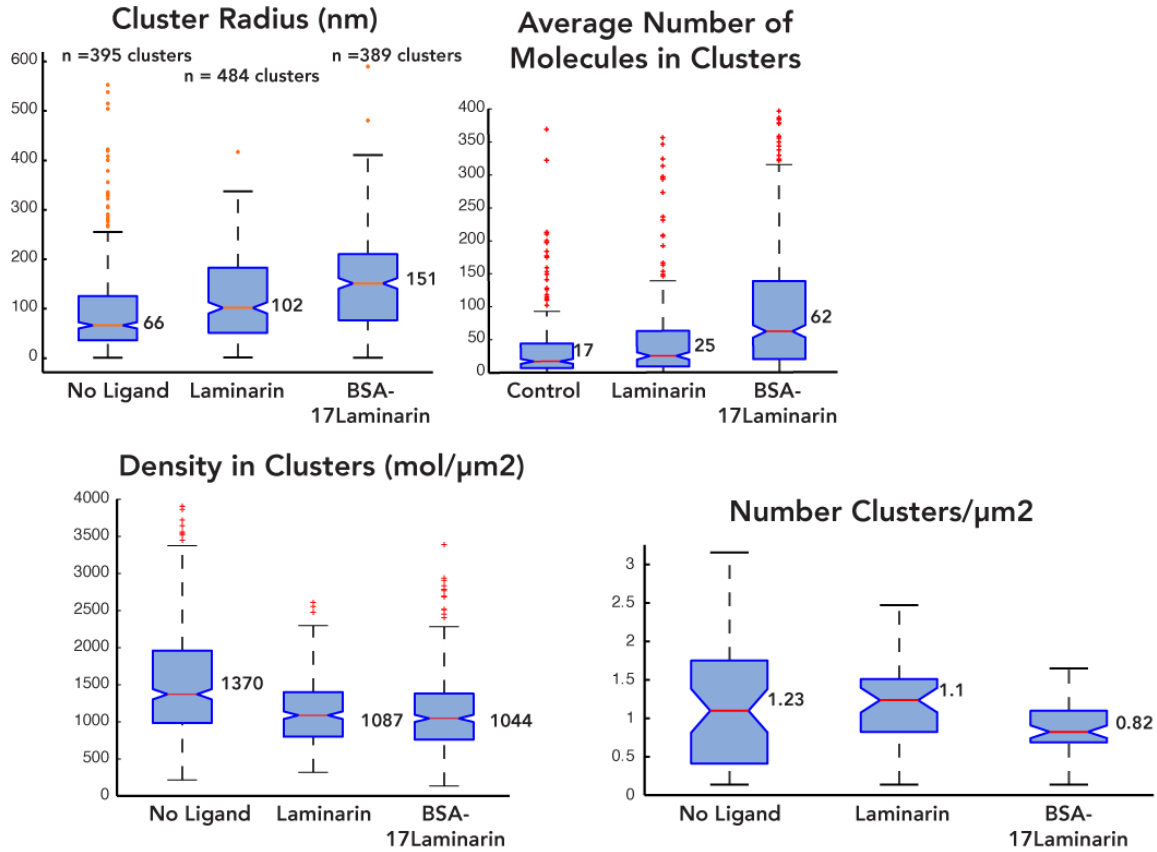 Cluster Radius (nm)
n =395 clusters
n = 484 clusters
n =389 clusters
600
500
400
300
200
100
0
66
102
151
No Ligand
Laminarin
BSA-
17Laminarin
Average Number of
Molecules in Clusters
400
350
300
250
200
150
100
50
0
17
25
62
Control
Laminarin
BSA-
17Laminarin
Density in Clusters (mol/µm2)
4000
3500
3000
2500
2000
1500
1000
500
0
1370
1087
1044
No Ligand
Laminarin
BSA-
17Laminarin
Number Clusters/µm2
3
2.5
2
1.5
1
0.5
0
1.23
1.1
0.82
No Ligand
Laminarin
BSA-
17Laminarin